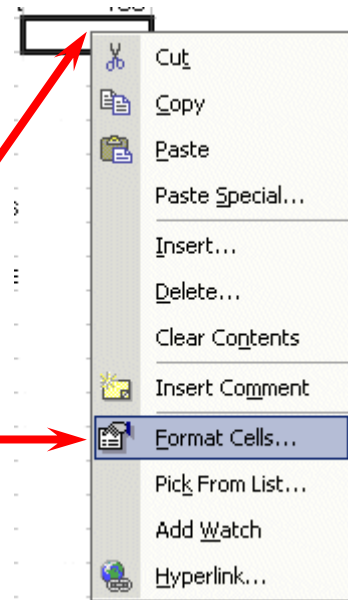 Cut
Copy
Paste
Paste Special...
Insert...
Delete...
Clear Contents
Insert Comment
Format Cells...
Pick From List...
Add Watch
Hyperlink...